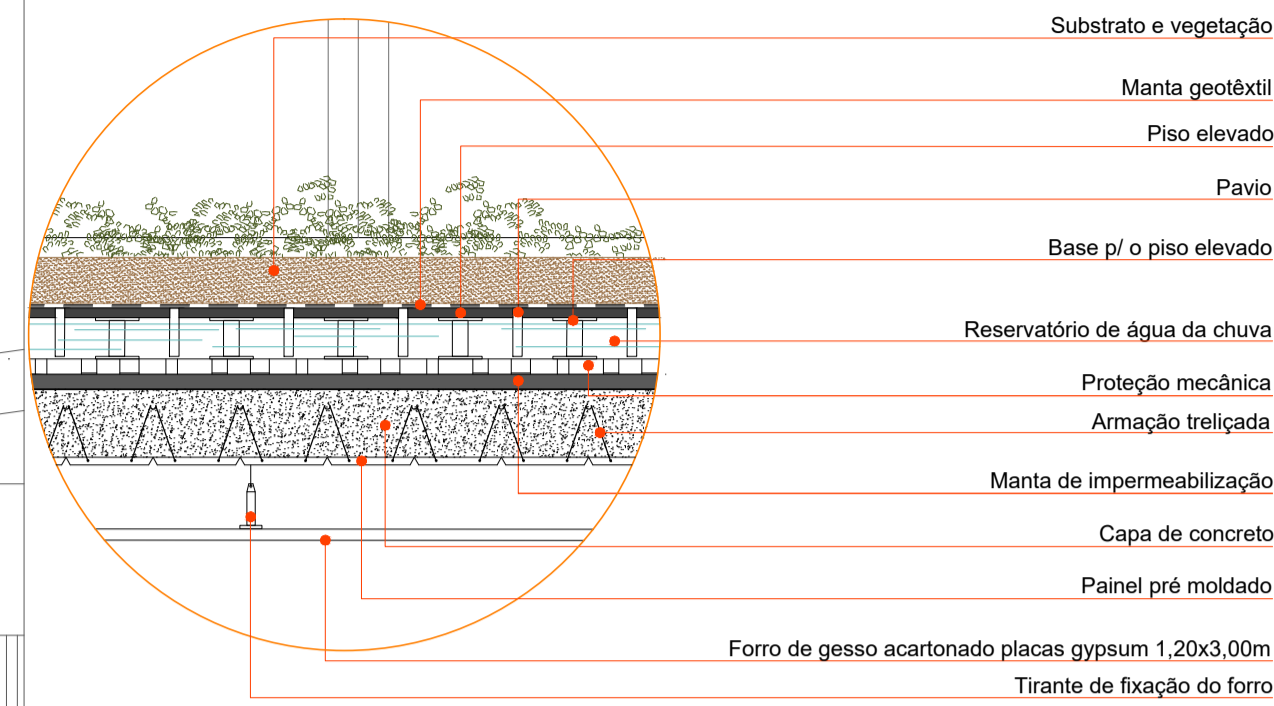 Substrato e vegetação
Manta geotêxtil
Piso elevado
Pavio
Base p/ o piso elevado
Reservatório de água da chuva
Proteção mecânica
Armação treliçada
Manta de impermeabilização
Capa de concreto
Painel pré moldado
Forro de gesso acartonado placas gypsum 1,20x3,00m
Tirante de fixação do forro